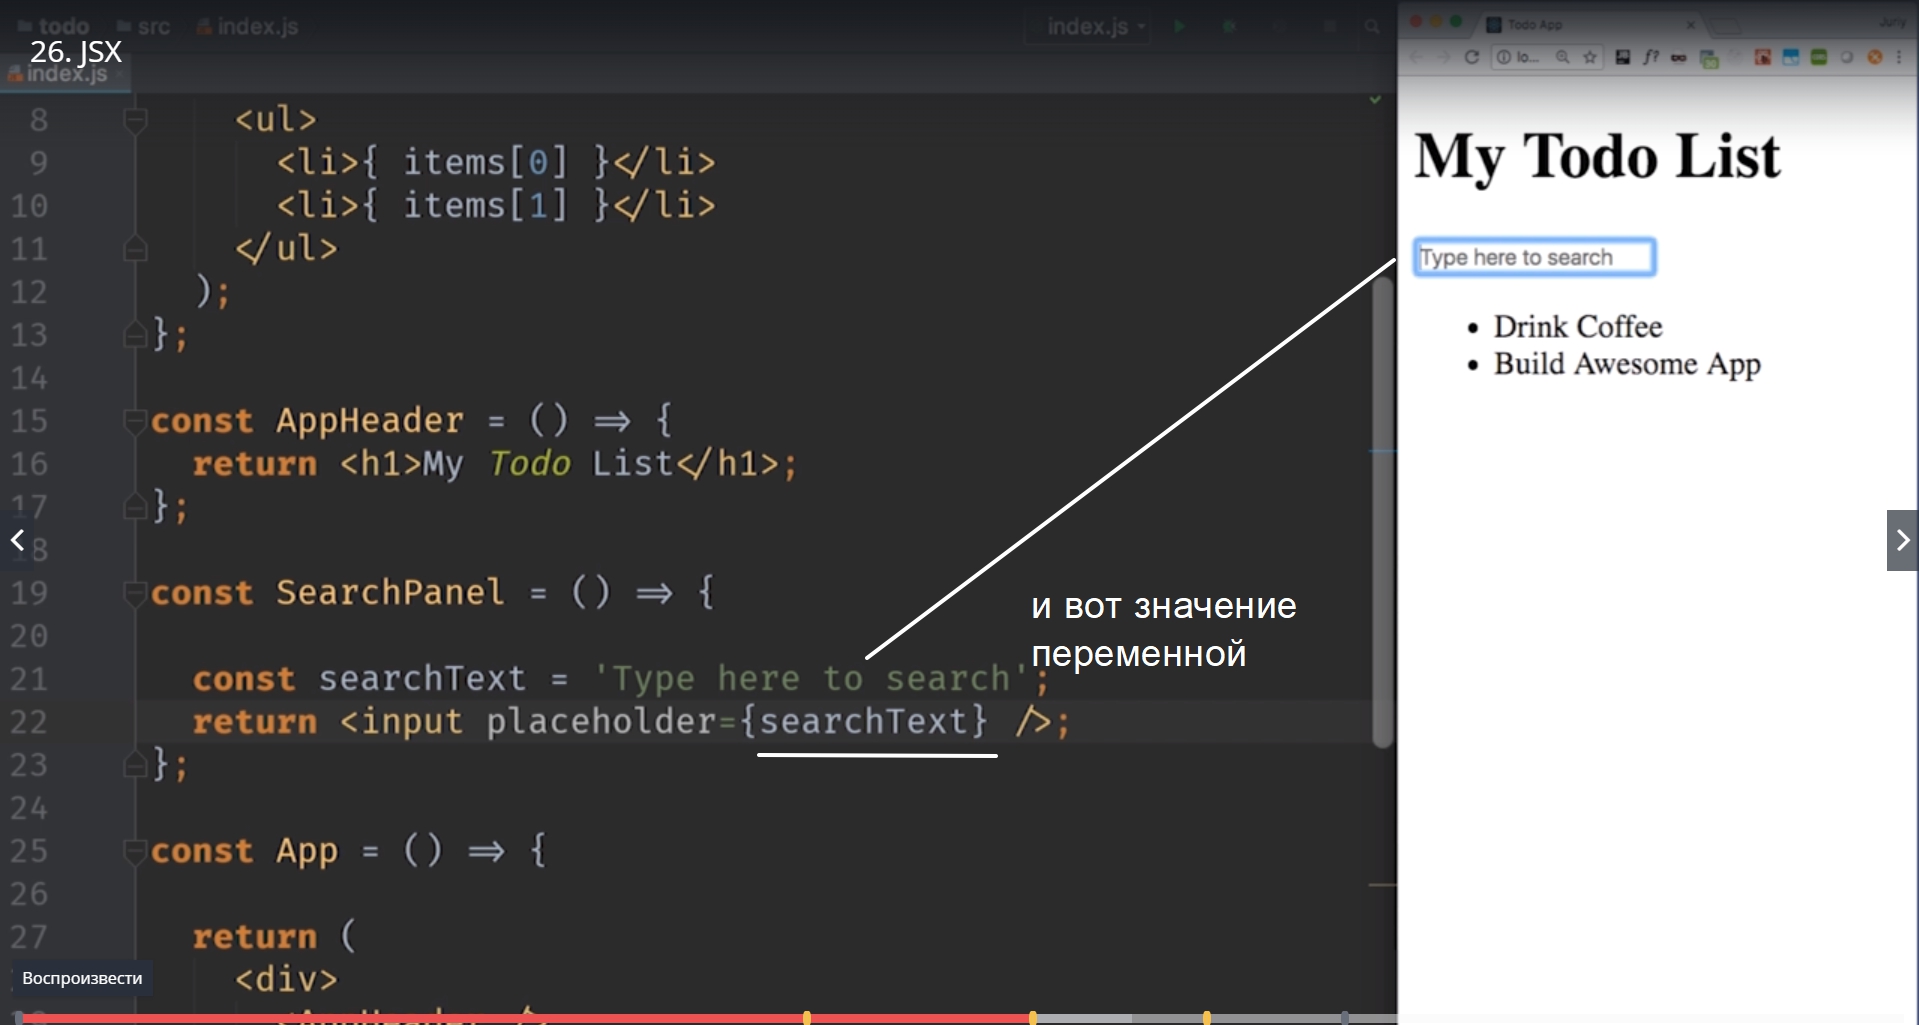 todo src index.js index.js
26. JSX
index.js
Todo App Juriy
lo... f?
8 <ul>
9 <li>{ items[0] }</li>
10 <li>{ items[1] }</li>
11 </ul>
12 );
13 };
14
15 const AppHeader = () => {
16 return <h1>My Todo List</h1>;
17 };
18
19 const SearchPanel = () => {
20
21 const searchText = 'Type here to search';
22 return <input placeholder={searchText} />;
23 };
24
25 const App = () => {
26
27 return (
<div>
<AppHeader />
и вот значение
переменной
Воспроизвести
My Todo List
Type here to search
• Drink Coffee
• Build Awesome App